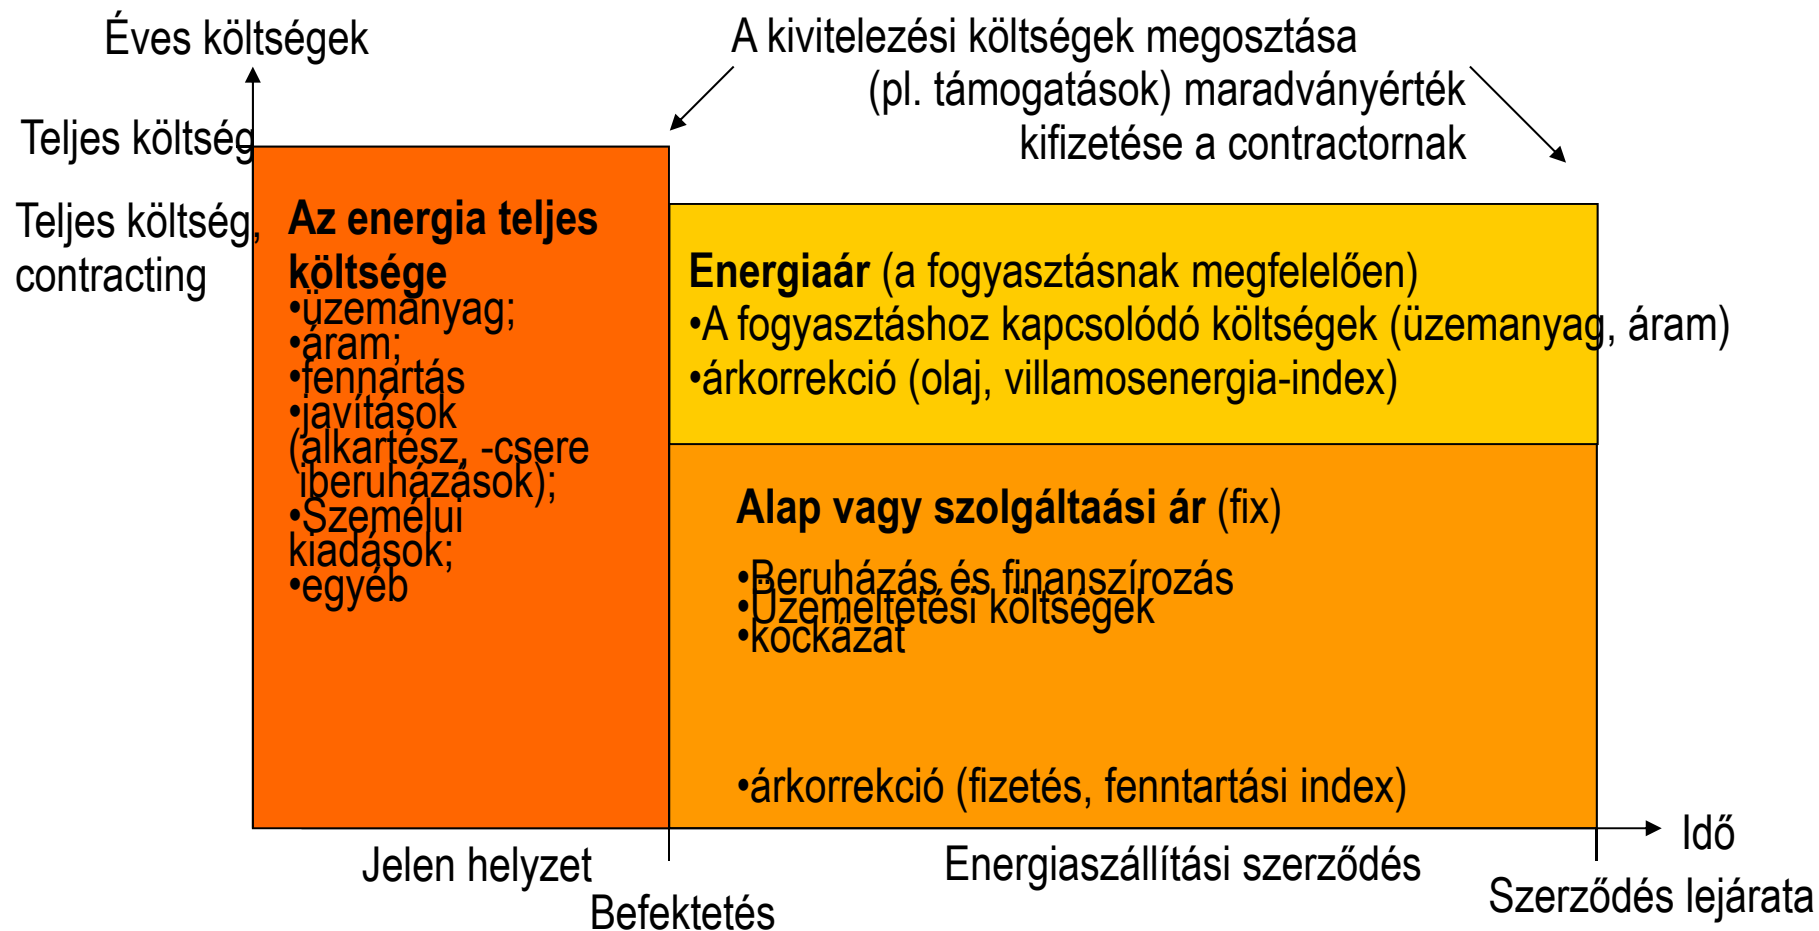 Éves költségek
A kivitelezési költségek megosztása
(pl. támogatások) maradványérték
kifizetése a contractornak
Teljes költség
Teljes költség,
contracting
Az energia teljes
költsége
•üzemanyag;
•áram;
•fennartás
•javítások
(alkartész, -csere
iberuházások);
•Személui
kiadások;
•egyéb
Energiaár (a fogyasztásnak megfelelően)
•A fogyasztáshoz kapcsolódó költségek (üzemanyag, áram)
•árkorrekció (olaj, villamosenergia-index)
Alap vagy szolgáltaási ár (fix)
•Beruházás és finanszírozás
•Üzemeltetési költségek
•kockázat
•árkorrekció (fizetés, fenntartási index)
Idő
Jelen helyzet
Energiaszállítási szerződés
Befektetés
Szerződés lejárata